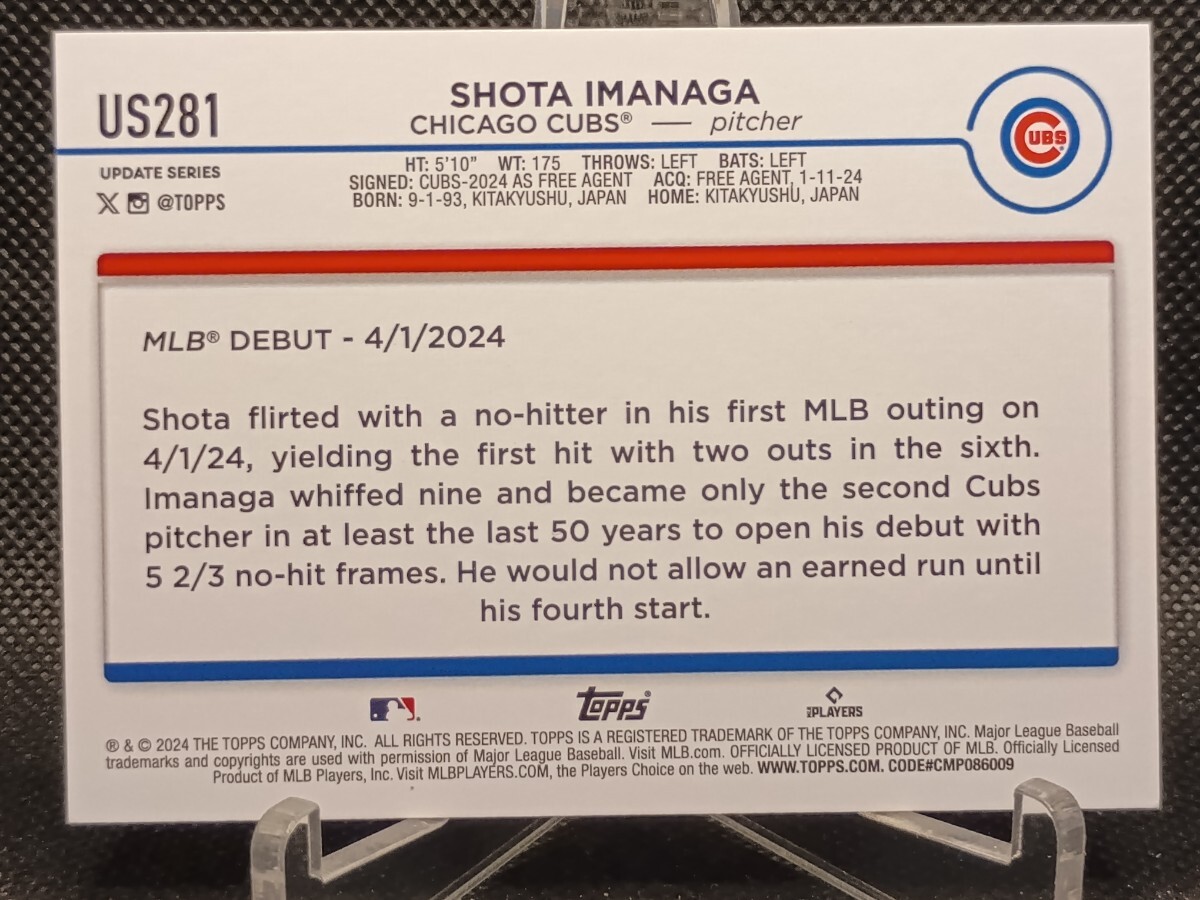 US281
SHOTA IMANAGA
CHICAGO CUBS® — pitcher
CUBS®
UPDATE SERIES
X @TOPPS
HT: 5'10" WT: 175 THROWS: LEFT BATS: LEFT
SIGNED: CUBS-2024 AS FREE AGENT ACQ: FREE AGENT, 1-11-24
BORN: 9-1-93, KITAKYUSHU, JAPAN HOME: KITAKYUSHU, JAPAN
MLB® DEBUT - 4/1/2024
Shota flirted with a no-hitter in his first MLB outing on
4/1/24, yielding the first hit with two outs in the sixth.
Imanaga whiffed nine and became only the second Cubs
pitcher in at least the last 50 years to open his debut with
5 2/3 no-hit frames. He would not allow an earned run until
his fourth start.
Topps®
MLB PLAYERS
® & © 2024 THE TOPPS COMPANY, INC. ALL RIGHTS RESERVED. TOPPS IS A REGISTERED TRADEMARK OF THE TOPPS COMPANY, INC. Major League Baseball
trademarks and copyrights are used with permission of Major League Baseball. Visit MLB.com. OFFICIALLY LICENSED PRODUCT OF MLB. Officially Licensed
Product of MLB Players, Inc. Visit MLBPLAYERS.COM, the Players Choice on the web. WWW.TOPPS.COM. CODE#CMP086009